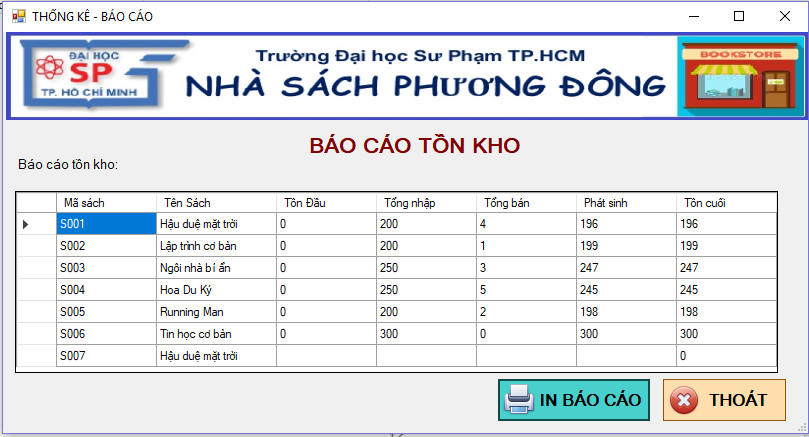 THỐNG KÊ - BÁO CÁO
ĐẠI HỌC
SP
TP. HỒ CHÍ MINH
Trường Đại học Sư Phạm TP.HCM
NHÀ SÁCH PHƯƠNG ĐÔNG
BOOKSTORE
BÁO CÁO TỒN KHO
Báo cáo tồn kho:
Mã sách Tên Sách Tồn Đầu Tổng nhập Tổng bán Phát sinh Tồn cuối
S001 Hậu duệ mặt trời 0 200 4 196 196
S002 Lập trình cơ bản 0 200 1 199 199
S003 Ngôi nhà bí ẩn 0 250 3 247 247
S004 Hoa Du Ký 0 250 5 245 245
S005 Running Man 0 200 2 198 198
S006 Tin học cơ bản 0 300 0 300 300
S007 Hậu duệ mặt trời 0
IN BÁO CÁO THOÁT